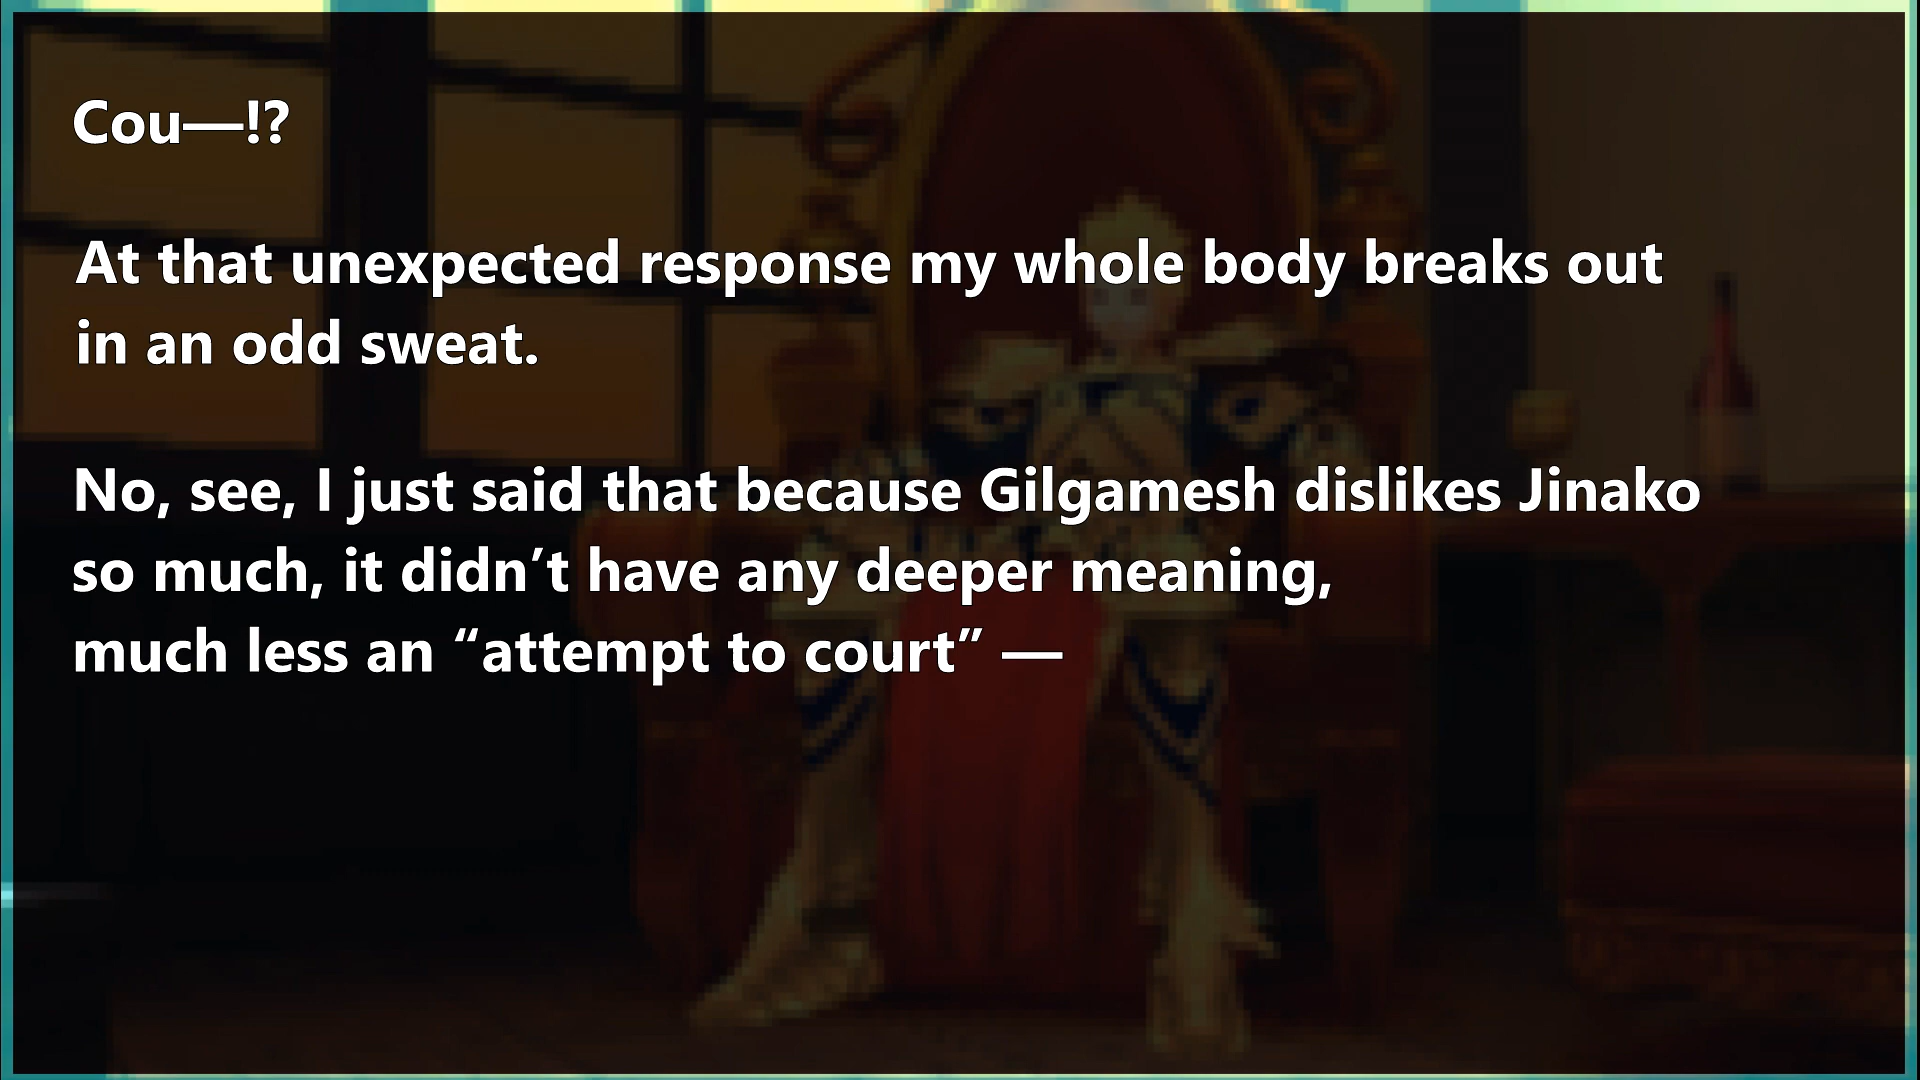 Cou—!?
At that unexpected response my whole body breaks out
in an odd sweat.
No, see, I just said that because Gilgamesh dislikes Jinako
so much, it didn’t have any deeper meaning,
much less an “attempt to court” —